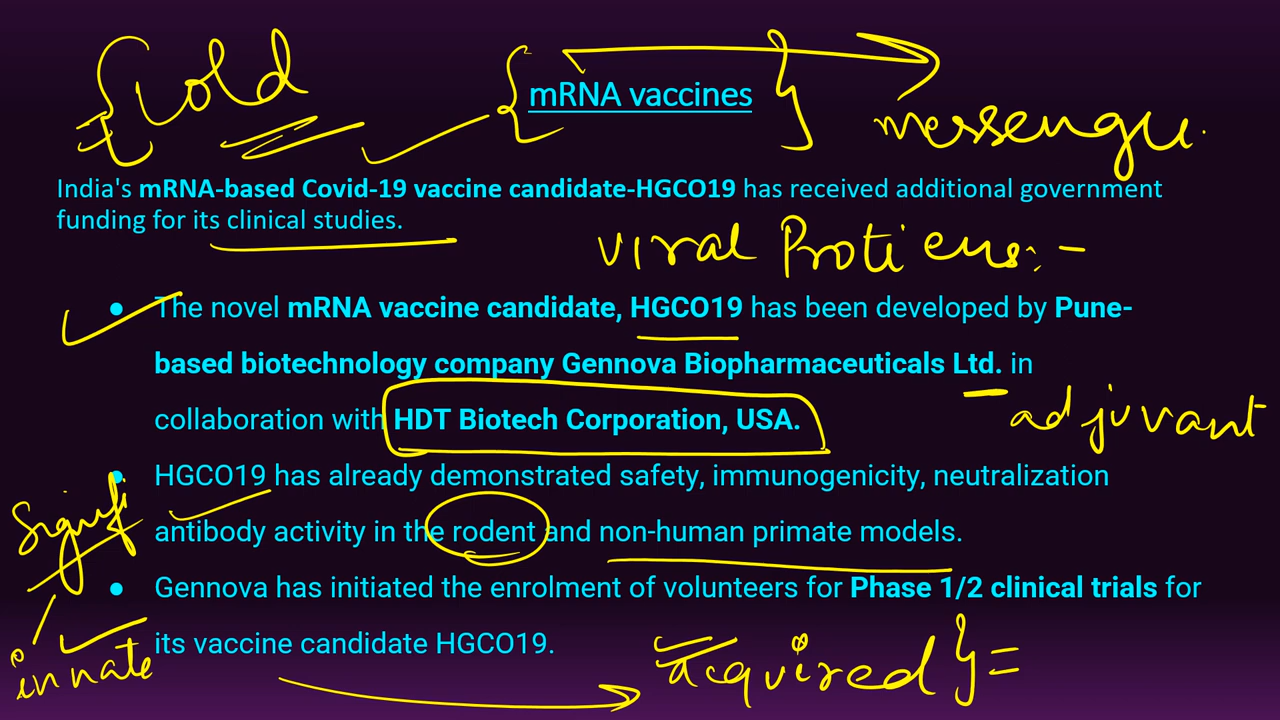 { Cold
{ mRNA vaccines }
messenger
India's mRNA-based Covid-19 vaccine candidate-HGCO19 has received additional government
funding for its clinical studies.
viral Protiens:-
● The novel mRNA vaccine candidate, HGCO19 has been developed by Pune-
based biotechnology company Gennova Biopharmaceuticals Ltd. in
collaboration with HDT Biotech Corporation, USA.
adjuvant
● HGCO19 has already demonstrated safety, immunogenicity, neutralization
antibody activity in the rodent and non-human primate models.
Signifi
● Gennova has initiated the enrolment of volunteers for Phase 1/2 clinical trials for
its vaccine candidate HGCO19.
innate
acquired } =